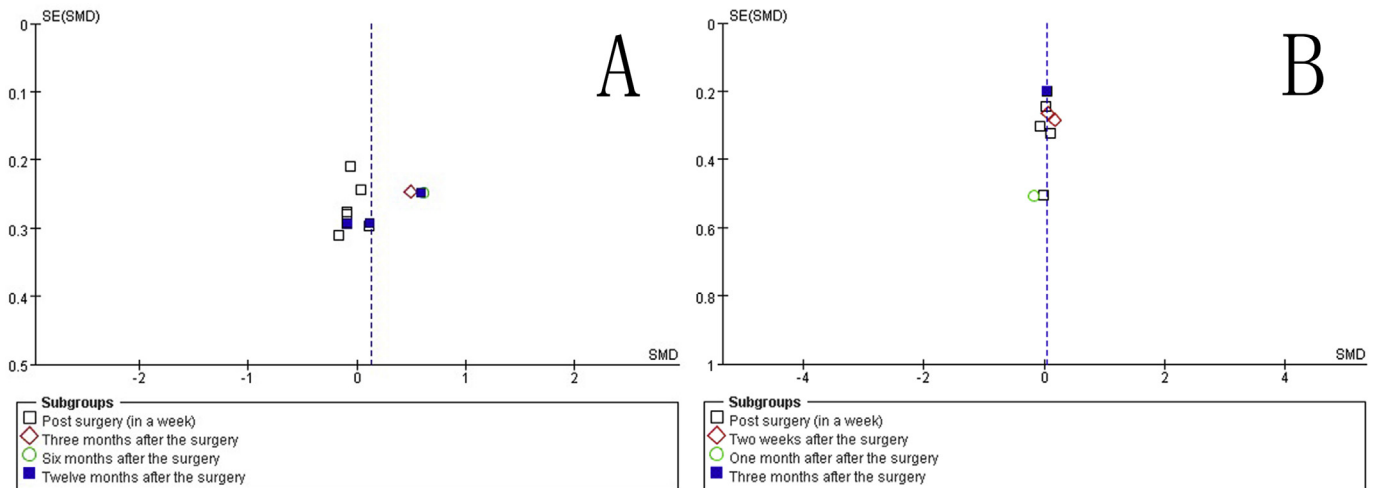 SE(SMD)
A
0
0.1
0.2
0.3
0.4
0.5
-2
-1
0
1
2
SMD
Subgroups
Post surgery (in a week)
Three months after the surgery
Six months after the surgery
Twelve months after the surgery
SE(SMD)
B
0
0.2
0.4
0.6
0.8
1
-4
-2
0
2
4
SMD
Subgroups
Post surgery (in a week)
Two weeks after the surgery
One month after after the surgery
Three months after the surgery